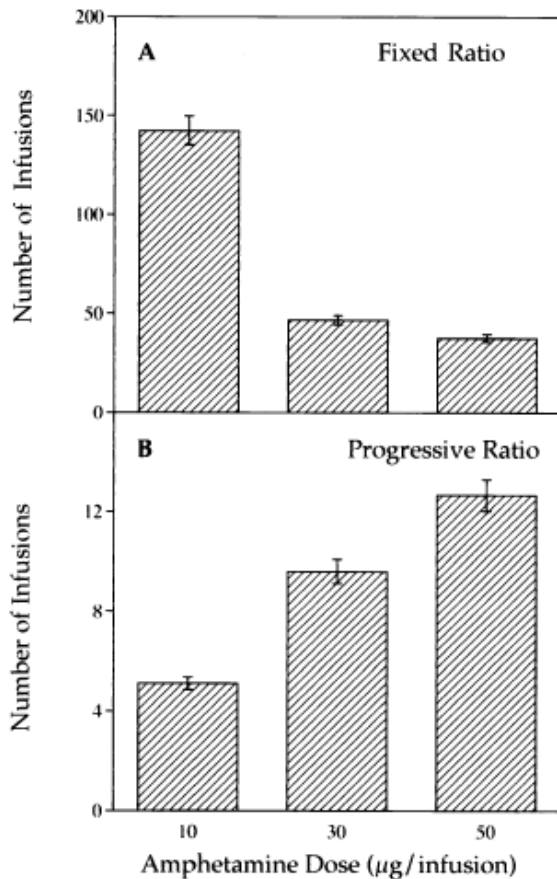 200
A Fixed Ratio
150
100
50
0
Number of Infusions
B Progressive Ratio
12
8
4
0
Number of Infusions
10 30 50
Amphetamine Dose (μg/infusion)